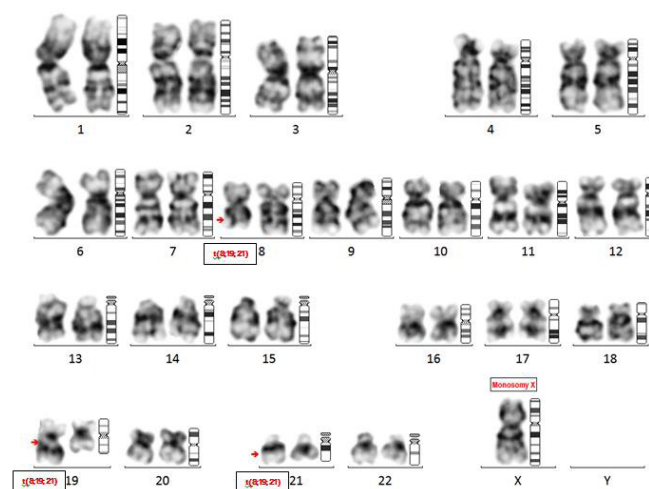 1 2 3 4 5
6 7 8 9 10 11 12
t(8;19; 21)
13 14 15 16 17 18
Monosomy X
19 20 21 22 X Y
t(8;19; 21) t(8;19; 21)